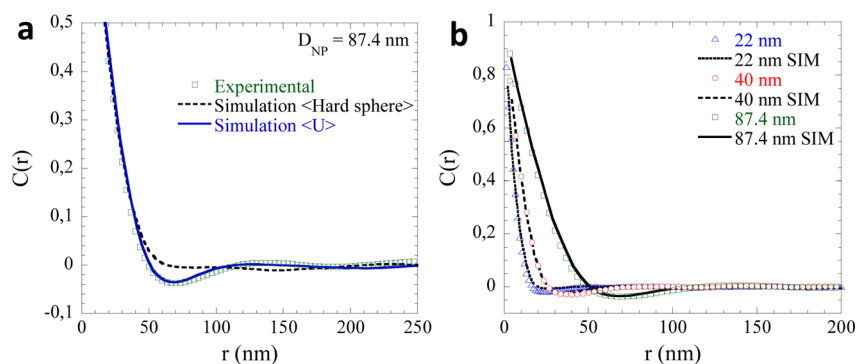 a
D_NP = 87.4 nm
Experimental
Simulation <Hard sphere>
Simulation <U>
C(r)
0,5
0,4
0,3
0,2
0,1
0
-0,1
0 50 100 150 200 250
r (nm)
b
22 nm
22 nm SIM
40 nm
40 nm SIM
87.4 nm
87.4 nm SIM
C(r)
1
0,8
0,6
0,4
0,2
0
0 50 100 150 200
r (nm)